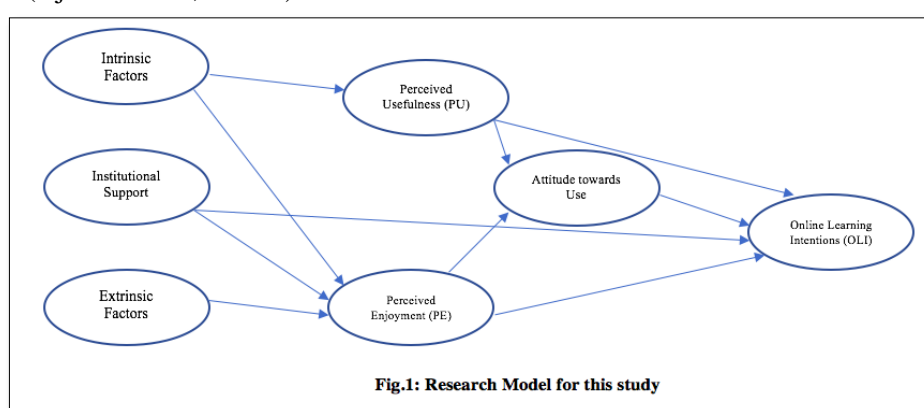 Intrinsic
Factors
Perceived
Usefulness (PU)
Institutional
Support
Attitude towards
Use
Online Learning
Intentions (OLI)
Extrinsic
Factors
Perceived
Enjoyment (PE)
Fig.1: Research Model for this study